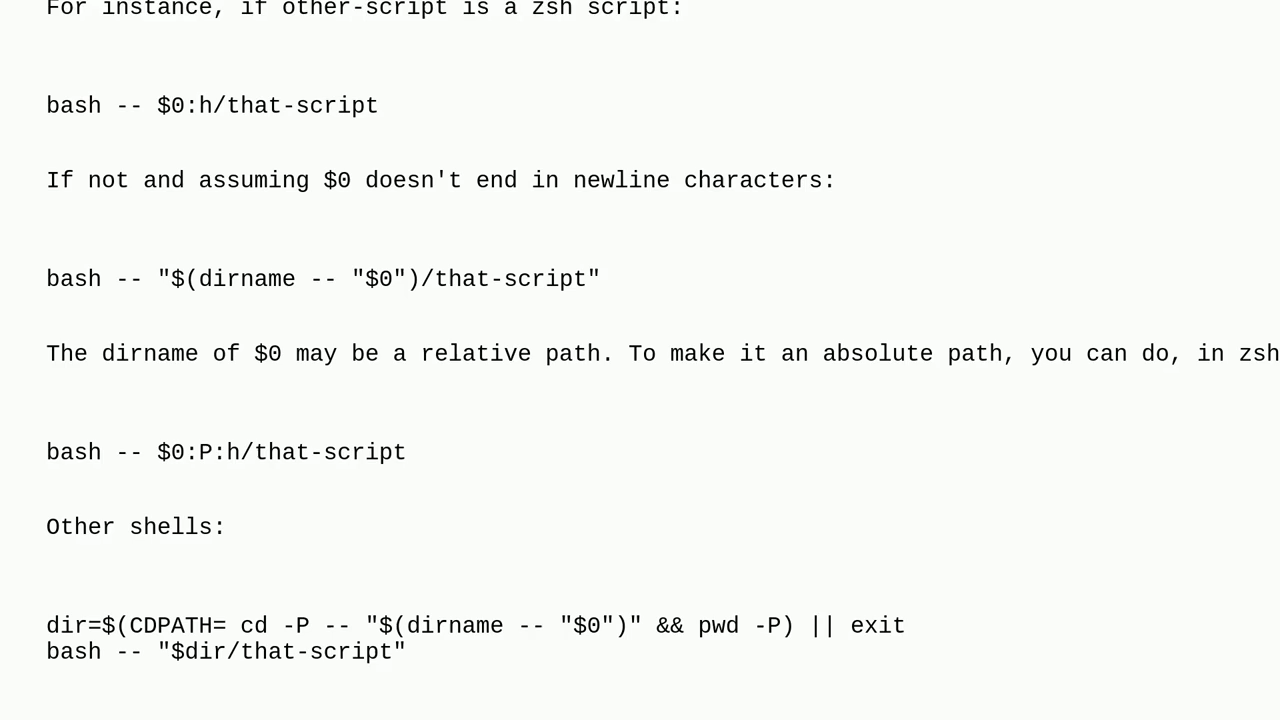 For instance, if other-script is a zsh script:
bash -- $0:h/that-script
If not and assuming $0 doesn't end in newline characters:
bash -- "$(dirname -- "$0")/that-script"
The dirname of $0 may be a relative path. To make it an absolute path, you can do, in zsh
bash -- $0:P:h/that-script
Other shells:
dir=$(CDPATH= cd -P -- "$(dirname -- "$0")" && pwd -P) || exit
bash -- "$dir/that-script"